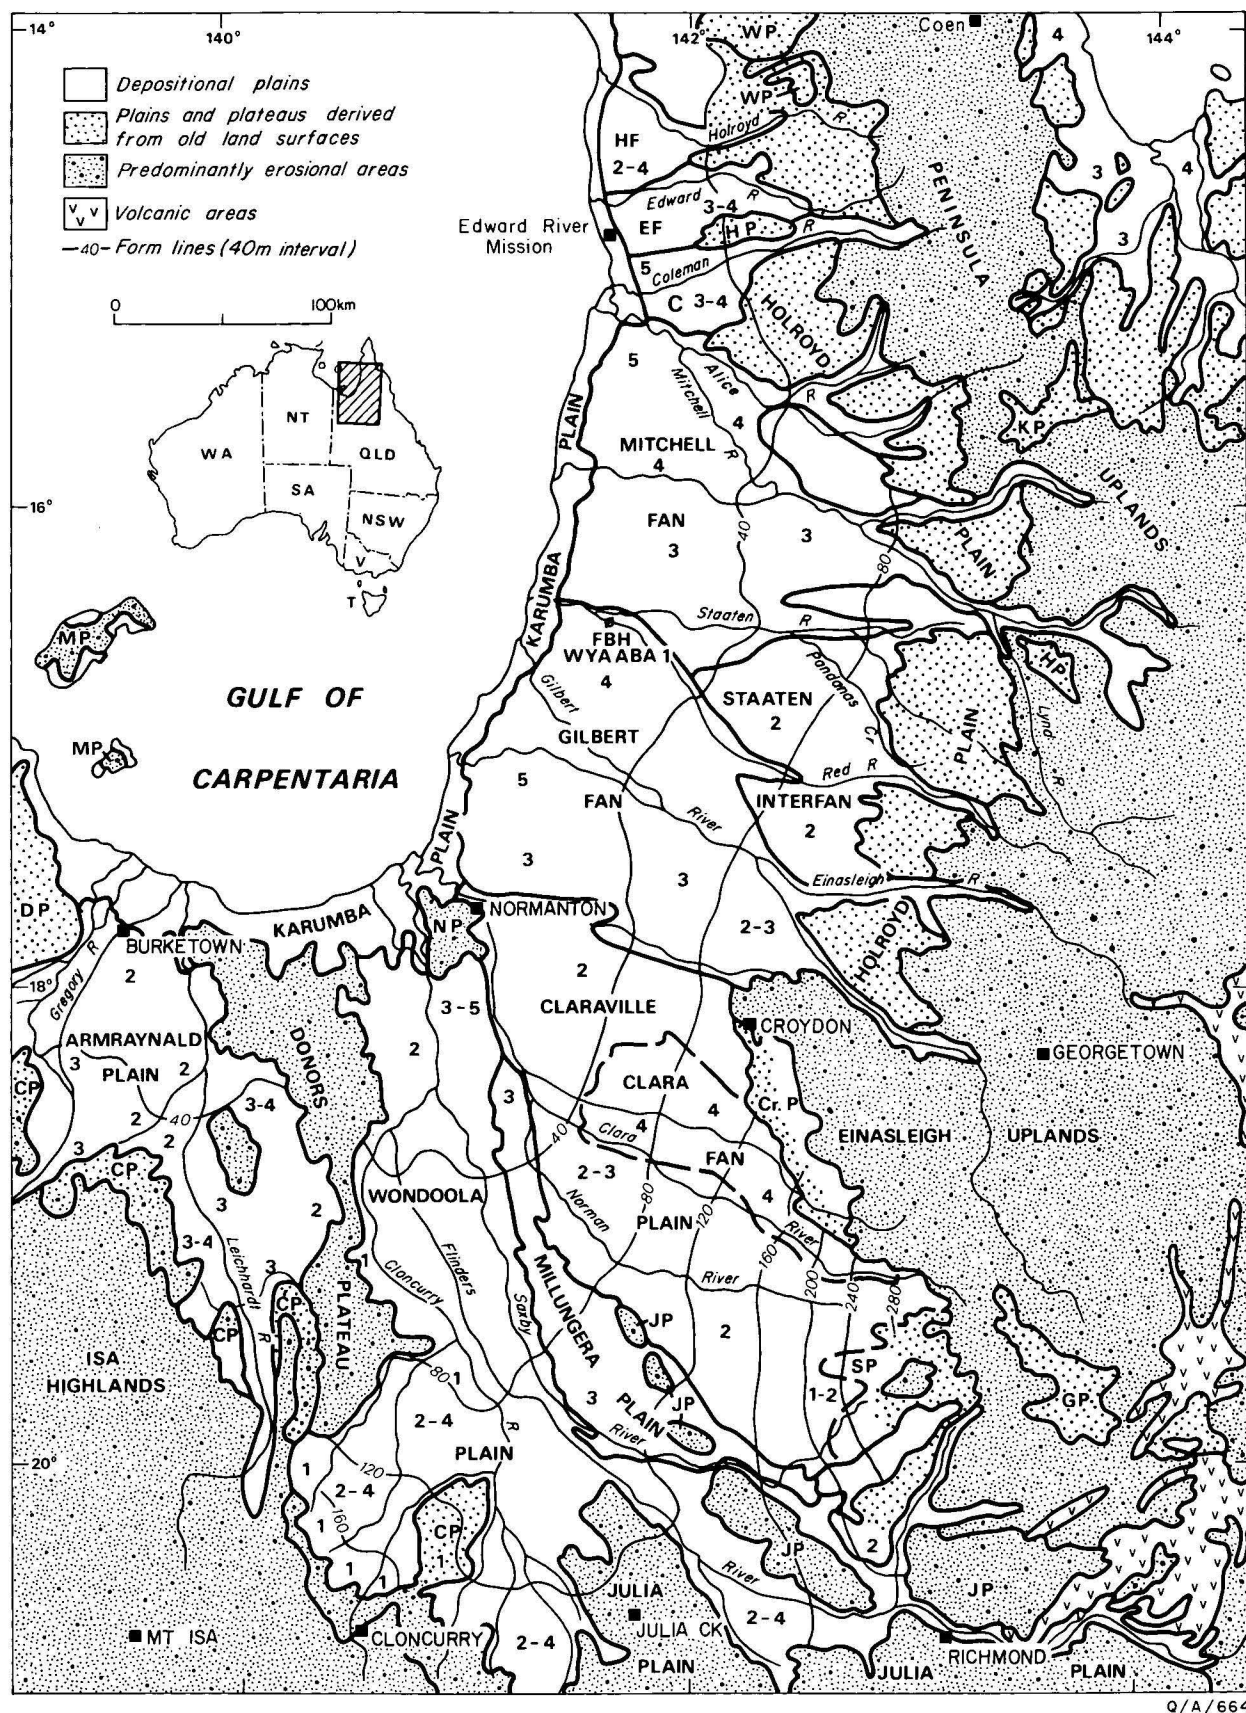 14°
140°
142°
Coen
144°
Depositional plains
Plains and plateaus derived
from old land surfaces
Predominantly erosional areas
V V V
Volcanic areas
—40— Form lines (40m interval)
0
100km
WA
NT
SA
QLD
NSW
V
T
WP
WP
Holroyd
R
HF
2-4
Edward
R
3-4
EF
HP
R
Edward River
Mission
5
Coleman
C 3-4
HOLROYD
PENINSULA
UPLANDS
4
3
4
3
KP
5
Alice
R
Mitchell
R
4
MITCHELL
4
FAN
3
3
40
80
PLAIN
16°
PLAIN
KARUMBA
PLAIN
Staaten
R
FBH
WYAABA 1
4
Gilbert
GILBERT
FAN
5
3
River
3
STAATEN
2
Pandanas
Cr
PLAIN
HP
Lynd
R
Red R
INTERFAN
2
Einasleigh
R
HOLROYD
2-3
MP
MP
GULF OF
CARPENTARIA
DP
KARUMBA
BURKETOWN
NP
NORMANTON
18°
Gregory
R
2
ARMRAYNALD
PLAIN
3
2
2
40
2
3
CP
CP
DONORS
PLATEAU
3-4
3
2
3-4
3
Leichhardt
R
CP
CP
2
3-5
3
2
CLARAVILLE
CROYDON
GEORGETOWN
CLARA
4
4
Clara
FAN
4
Cr. P
EINASLEIGH
UPLANDS
40
2-3
Norman
80
PLAIN
120
River
River
160
200
240
280
WONDOOLA
1
Cloncurry
Flinders
Saxby
MILLUNGERA
PLAIN
3
JP
JP
2
SP
1-2
GP
ISA
HIGHLANDS
80
1
2-4
R
PLAIN
River
20°
1
120
2-4
160
1
1
1
CP
1
JP
2
JP
River
MT ISA
CLONCURRY
2-4
JULIA
JULIA CK
PLAIN
2-4
JULIA
RICHMOND
PLAIN
Q/A/664